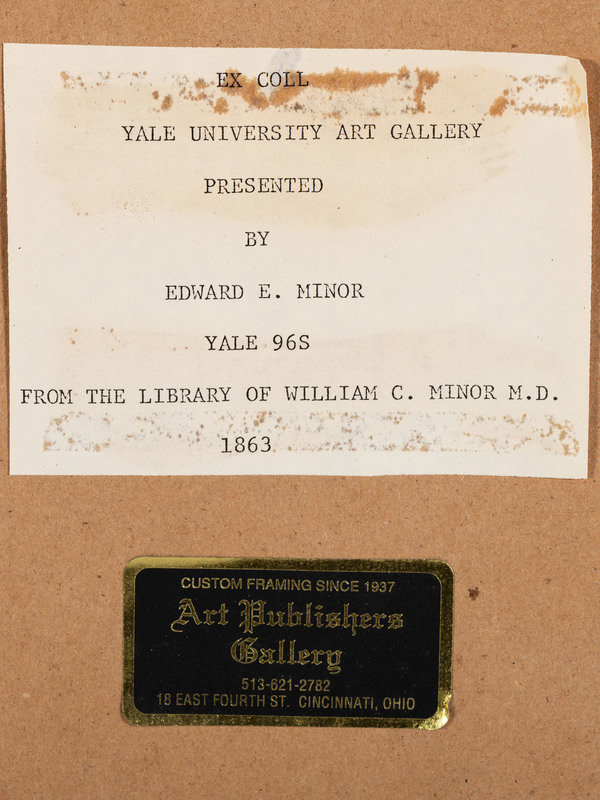 EX COLL
YALE UNIVERSITY ART GALLERY
PRESENTED
BY
EDWARD E. MINOR
YALE 96S
FROM THE LIBRARY OF WILLIAM C. MINOR M.D.
1863
CUSTOM FRAMING SINCE 1937
Art Publishers
Gallery
513-621-2782
18 EAST FOURTH ST. CINCINNATI, OHIO